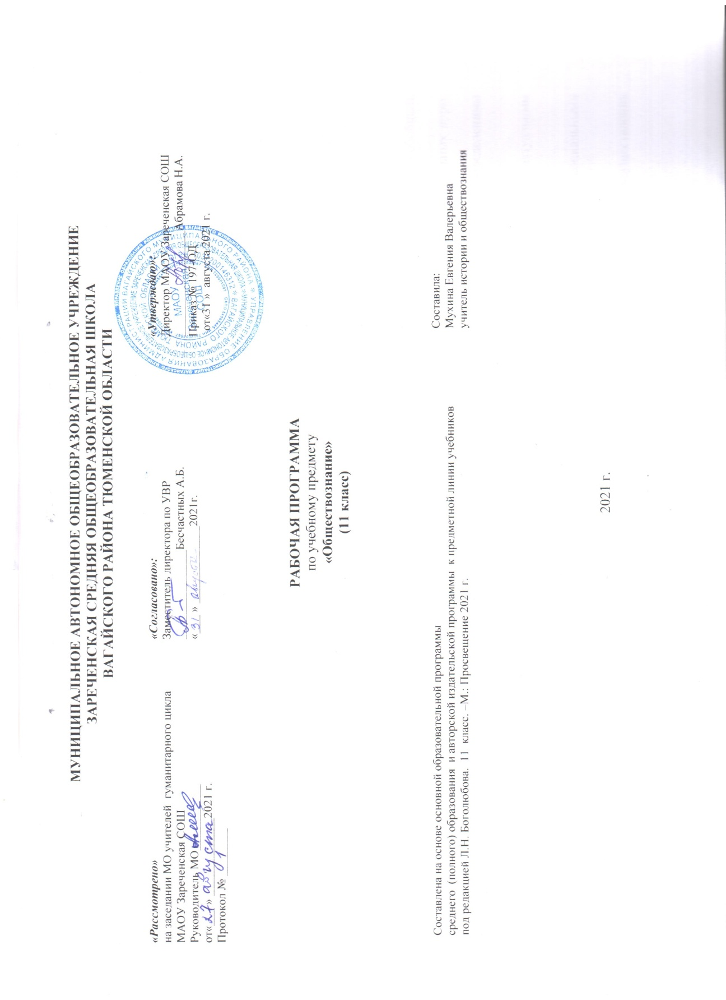 МУНИЦИПАЛЬНОЕ АВТОНОМНОЕ ОБЩЕОБРАЗОВАТЕЛЬНОЕ УЧРЕЖДЕНИЕ
ЗАРЕЧЕНСКАЯ СРЕДНЯЯ ОБЩЕОБРАЗОВАТЕЛЬНАЯ ШКОЛА
ВАГАЙСКОГО РАЙОНА ТЮМЕНСКОЙ ОБЛАСТИ
«Рассмотрено»
на заседании МО учителей гуманитарного цикла
МАОУ Зареченская СОШ
Руководитель МО
от«27» августа 2021 г.
Протокол № 1
«Согласовано»:
Заместитель директора по УВР
Бесчастных А.Б.
«31» августа 2021г.
«Утверждаю»:
Директор МАОУ Зареченская СОШ
Абрамова Н.А.
Приказ № 197-ОД
от«31 » августа 2021 г.
МАОУ
Зареченская
СОШ
РАБОЧАЯ ПРОГРАММА
по учебному предмету
«Обществознание»
(11 класс)
Составлена на основе основной образовательной программы
среднего (полного) образования и авторской издательской программы к предметной линии учебников
под редакцией Л.Н. Боголюбова. 11 класс. –М.: Просвещение 2021 г.
Составила:
Мухина Евгения Валерьевна
учитель истории и обществознания
2021 г.